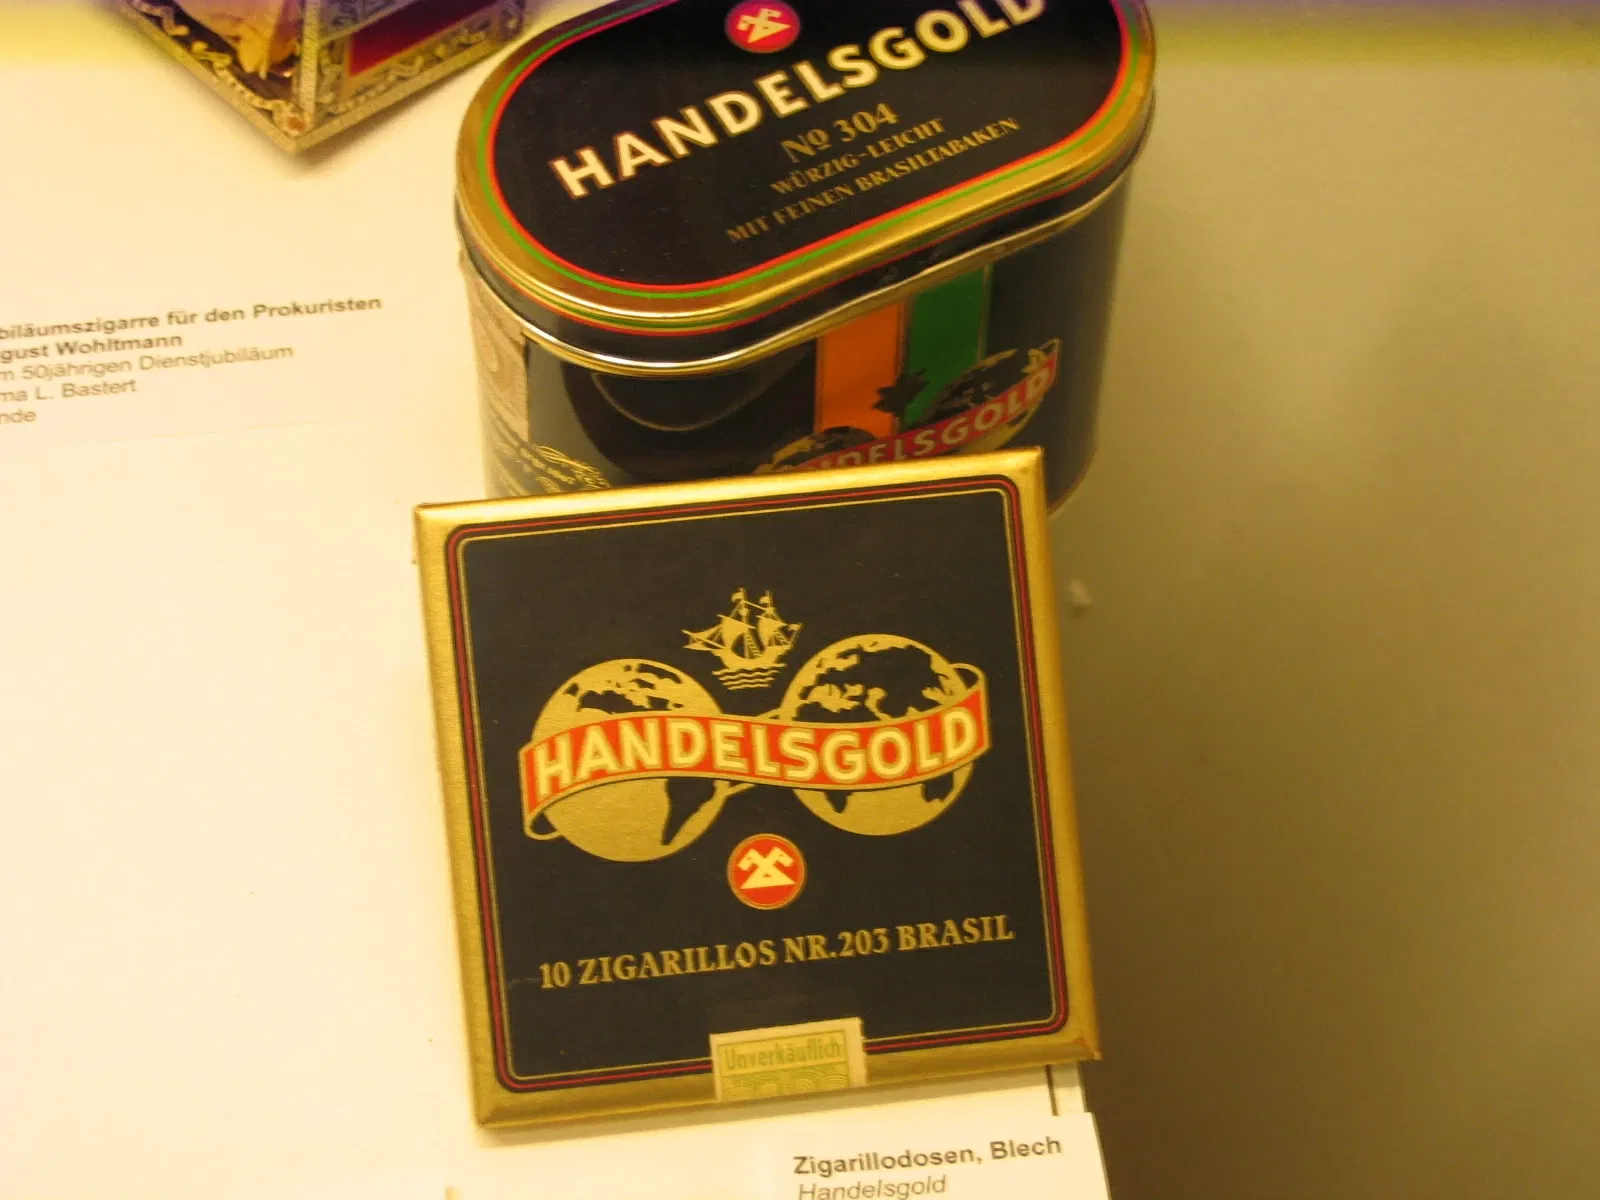 HANDELSGOLD
Nº 304
WÜRZIG-LEICHT
MIT FEINEN BRASILTABAKEN
HANDELSGOLD
biläumszigarre für den Prokuristen
gust Wohltmann
m 50jährigen Dienstjubiläum
ma L. Bastert
nde
HANDELSGOLD
10 ZIGARILLOS NR.203 BRASIL
Unverkäuflich
Zigarillodosen, Blech
Handelsgold